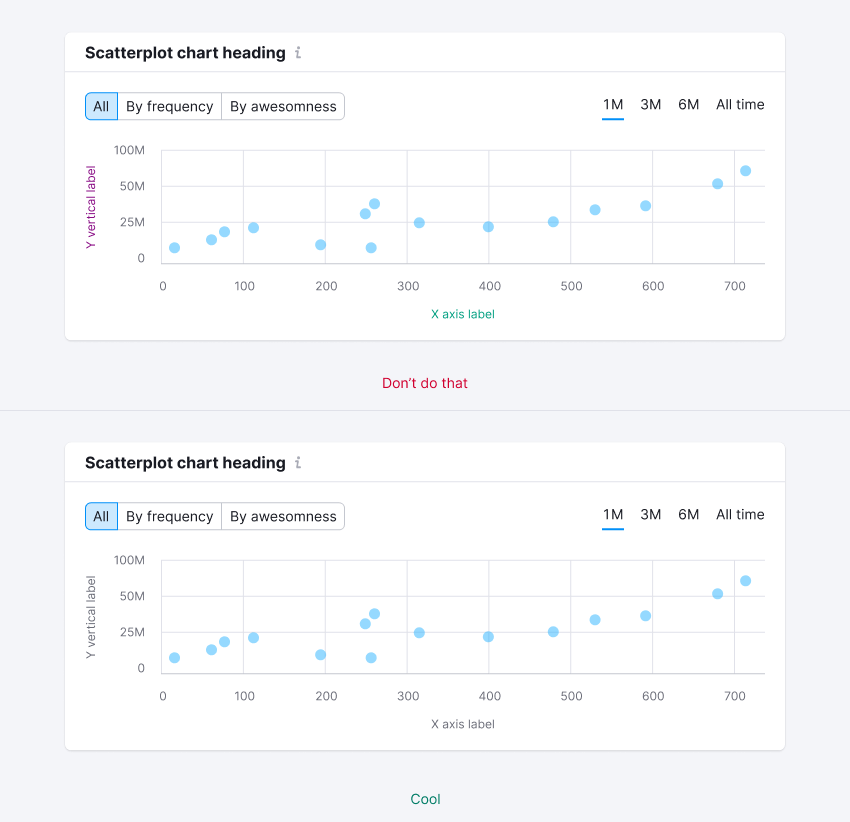 Scatterplot chart heading i
All By frequency By awesomness 1M 3M 6M All time
100M
50M
25M
0
Y vertical label
0 100 200 300 400 500 600 700
X axis label
Don’t do that
Scatterplot chart heading i
All By frequency By awesomness 1M 3M 6M All time
100M
50M
25M
0
Y vertical label
0 100 200 300 400 500 600 700
X axis label
Cool